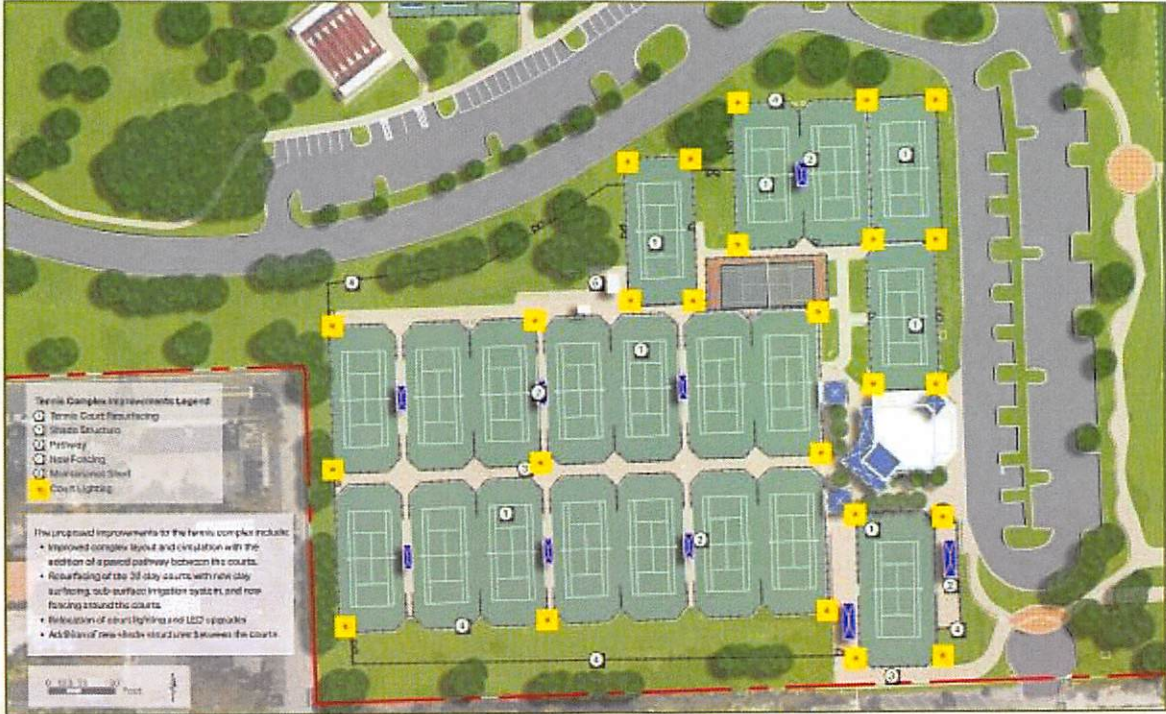 Tennis Complex Improvements Legend
① Tennis Court Resurfacing
Shade Structure
Pathway
New Fencing
Maintenance Shed
Court Lighting
The proposed improvements to the tennis complex include:
• Improved complex layout and circulation with the
addition of a paved pathway between the courts.
• Resurfacing of the clay courts with new clay
surfacing, sub-surface irrigation system, and new
fencing around the courts.
• Relocation of court lighting and LED upgrades
• Addition of new shade structures between the courts
Feet